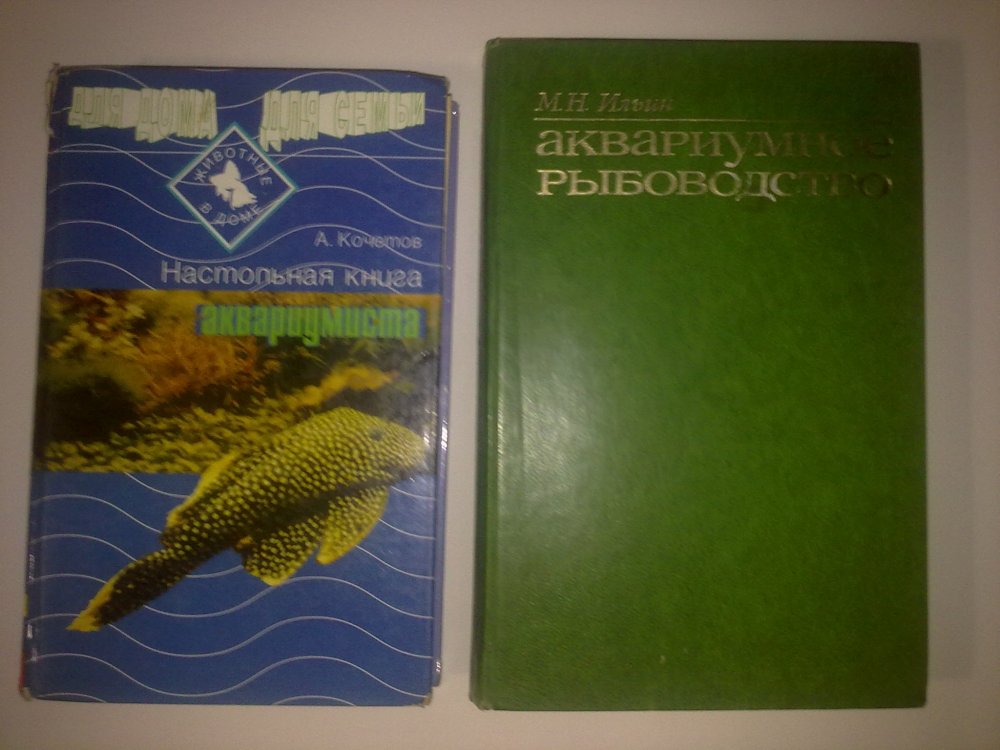 ДЛЯ ДОМА ДЛЯ СЕМЬИ
ЖИВОТНЫЕ
В ДОМЕ
А. Кочетов
Настольная книга
аквариумиста
М.Н. Ильин
АКВАРИУМНОЕ
РЫБОВОДСТВО